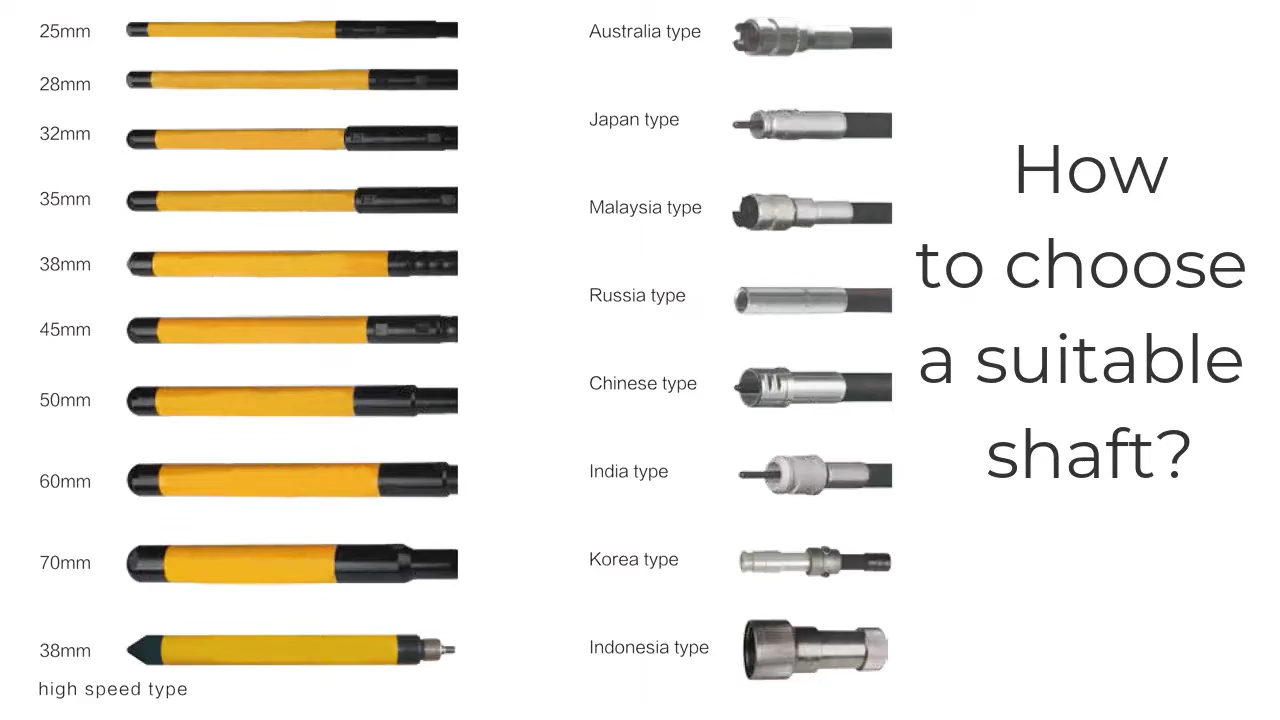 25mm
28mm
32mm
35mm
38mm
45mm
50mm
60mm
70mm
38mm
high speed type
Australia type
Japan type
Malaysia type
Russia type
Chinese type
India type
Korea type
Indonesia type
How
to choose
a suitable
shaft?